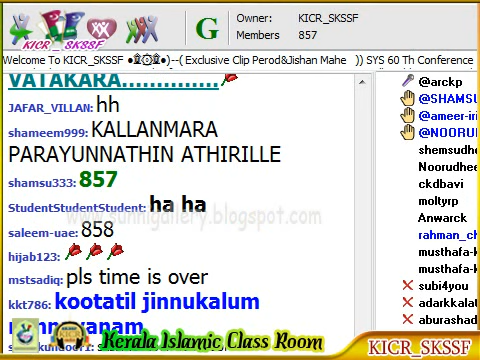 Owner: KICR_SKSSF
G
Members 857
KICR_SKSSF
Welcome To KICR_SKSSF )--( Exclusive Clip Perod&Jishan Mahe )) SYS 60 Th Conference
VATAKARA.............
JAFAR_VILLAN: hh
shameem999: KALLANMARA
PARAYUNNATHIN ATHIRILLE
shamsu333: 857
StudentStudentStudent: ha ha
www.sunnigallery.blogspot.com
saleem-uae: 858
hijab123:
mstsadiq: pls time is over
kkt786: kootatil jinnukalum
@arckp
@SHAMSU
@ameer-iri
@NOORUD
shemsudhe
Noorudhee
ckdbavi
moltyrp
Anwarck
rahman_ch
musthafa-k
musthafa-k
subi4you
adarkkalat
aburashad
Kerala Islamic Class Room
KICR_SKSSF